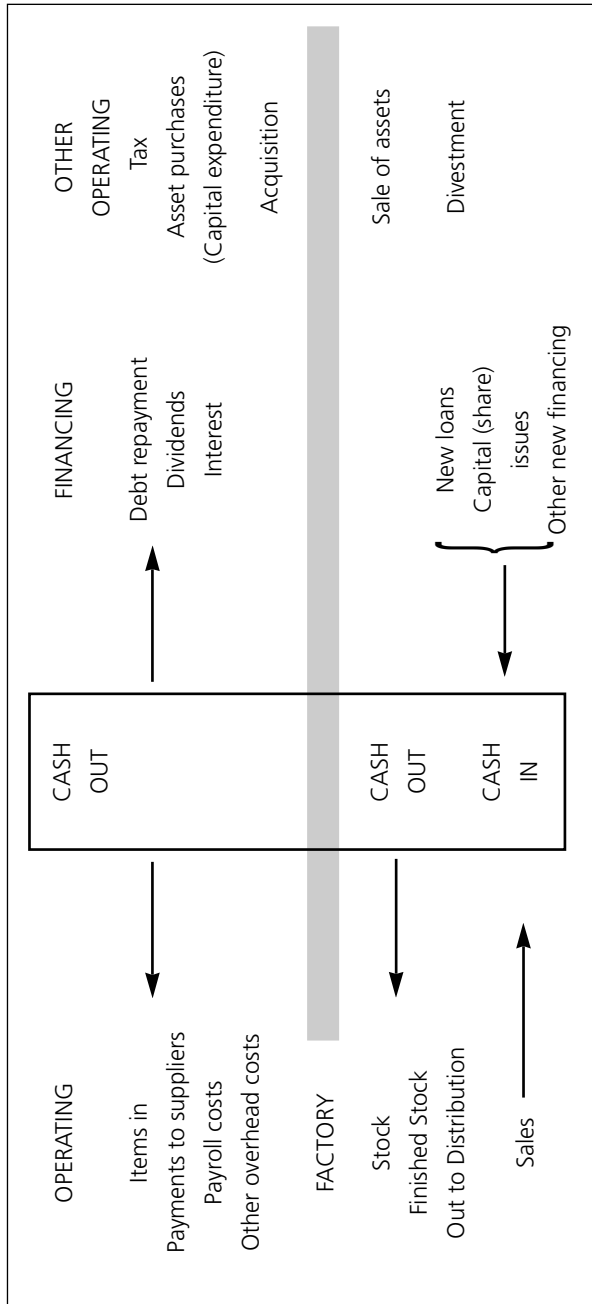 OPERATING
Items in
Payments to suppliers
Payroll costs
Other overhead costs
FACTORY
Stock
Finished Stock
Out to Distribution
Sales
CASH
OUT
CASH
OUT
CASH
IN
FINANCING
Debt repayment
Dividends
Interest
New loans
Capital (share)
issues
Other new financing
OTHER
OPERATING
Tax
Asset purchases
(Capital expenditure)
Acquisition
Sale of assets
Divestment